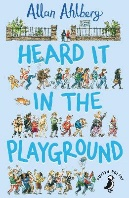 Allan Ahlberg
HEARD IT
IN THE
PLAYGROUND